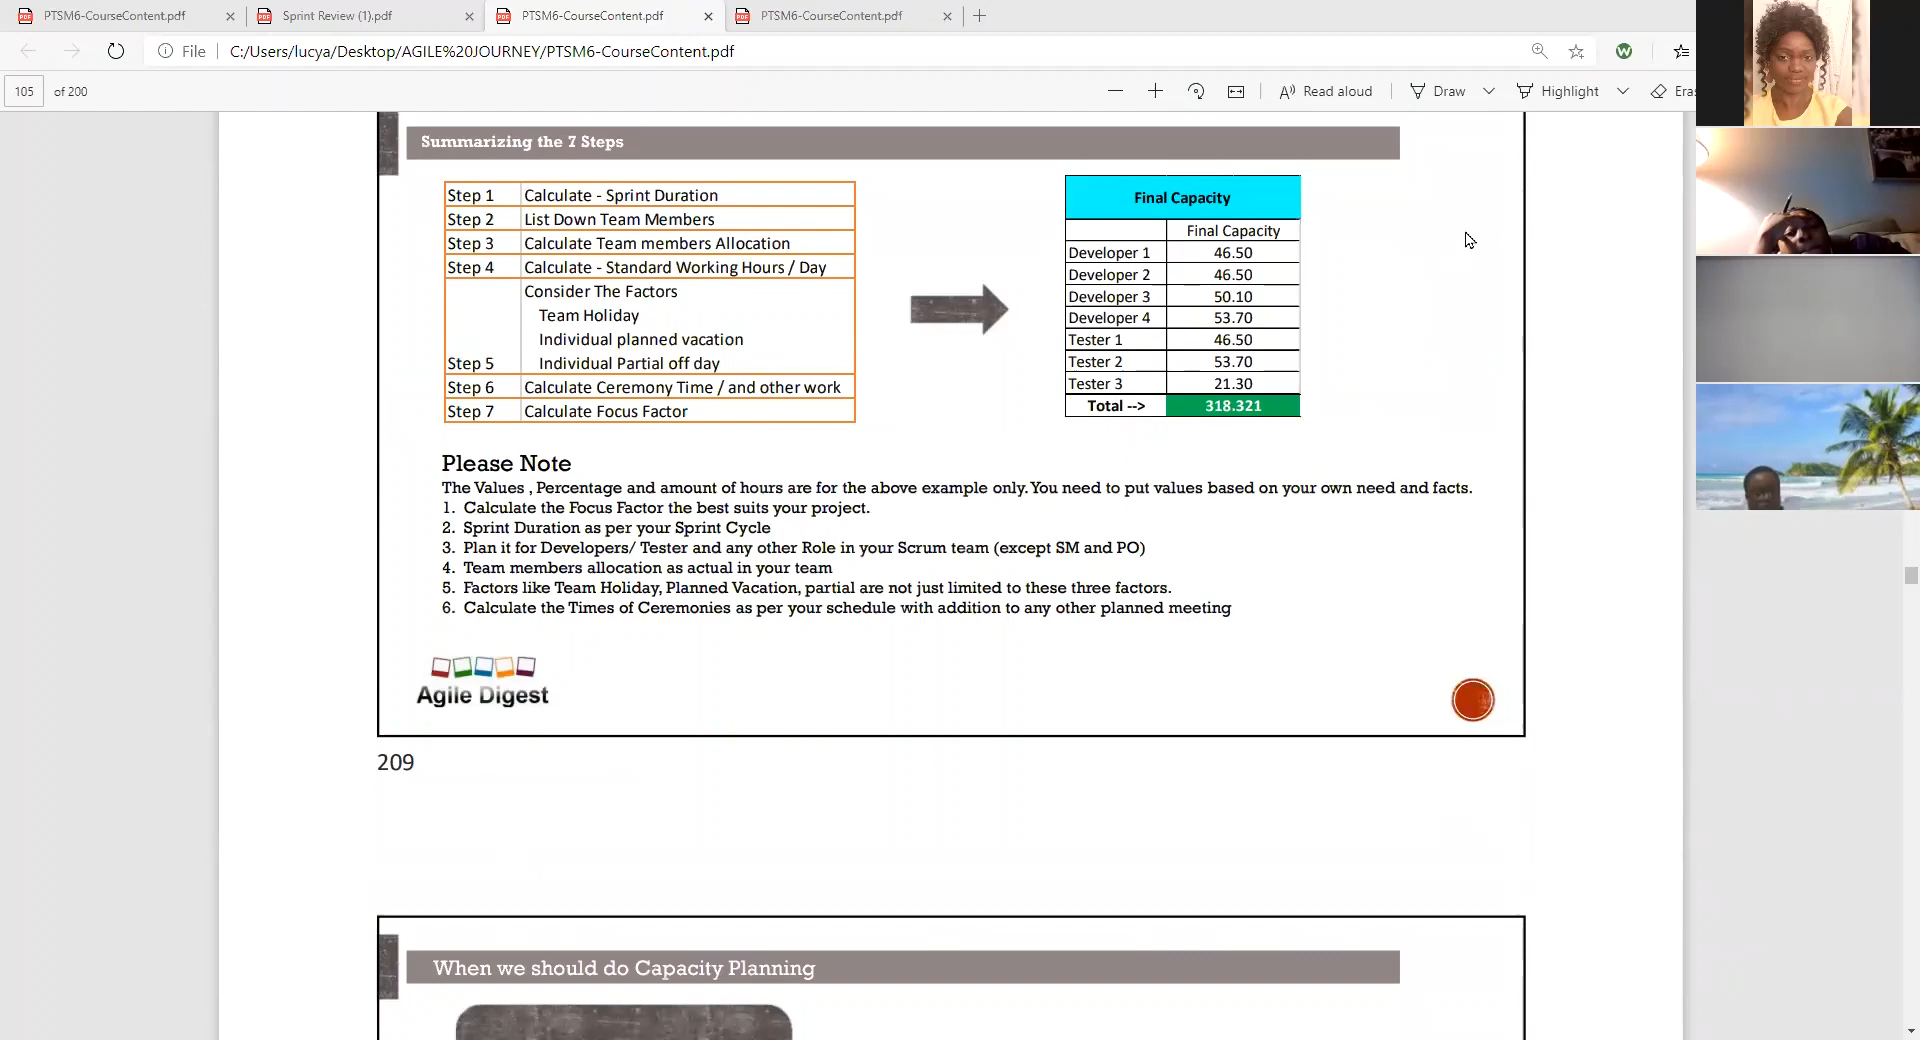 PTSM6-CourseContent.pdf
Sprint Review (1).pdf
PTSM6-CourseContent.pdf
PTSM6-CourseContent.pdf
File
C:/Users/lucya/Desktop/AGILE%20JOURNEY/PTSM6-CourseContent.pdf
W
105 of 200
Read aloud
Draw
Highlight
Eras
Summarizing the 7 Steps
Step 1 Calculate - Sprint Duration
Step 2 List Down Team Members
Step 3 Calculate Team members Allocation
Step 4 Calculate - Standard Working Hours / Day
Consider The Factors
Team Holiday
Individual planned vacation
Step 5 Individual Partial off day
Step 6 Calculate Ceremony Time / and other work
Step 7 Calculate Focus Factor
Final Capacity
Final Capacity
Developer 1 46.50
Developer 2 46.50
Developer 3 50.10
Developer 4 53.70
Tester 1 46.50
Tester 2 53.70
Tester 3 21.30
Total --> 318.321
Please Note
The Values , Percentage and amount of hours are for the above example only. You need to put values based on your own need and facts.
1. Calculate the Focus Factor the best suits your project.
2. Sprint Duration as per your Sprint Cycle
3. Plan it for Developers/ Tester and any other Role in your Scrum team (except SM and PO)
4. Team members allocation as actual in your team
5. Factors like Team Holiday, Planned Vacation, partial are not just limited to these three factors.
6. Calculate the Times of Ceremonies as per your schedule with addition to any other planned meeting
Agile Digest
209
When we should do Capacity Planning